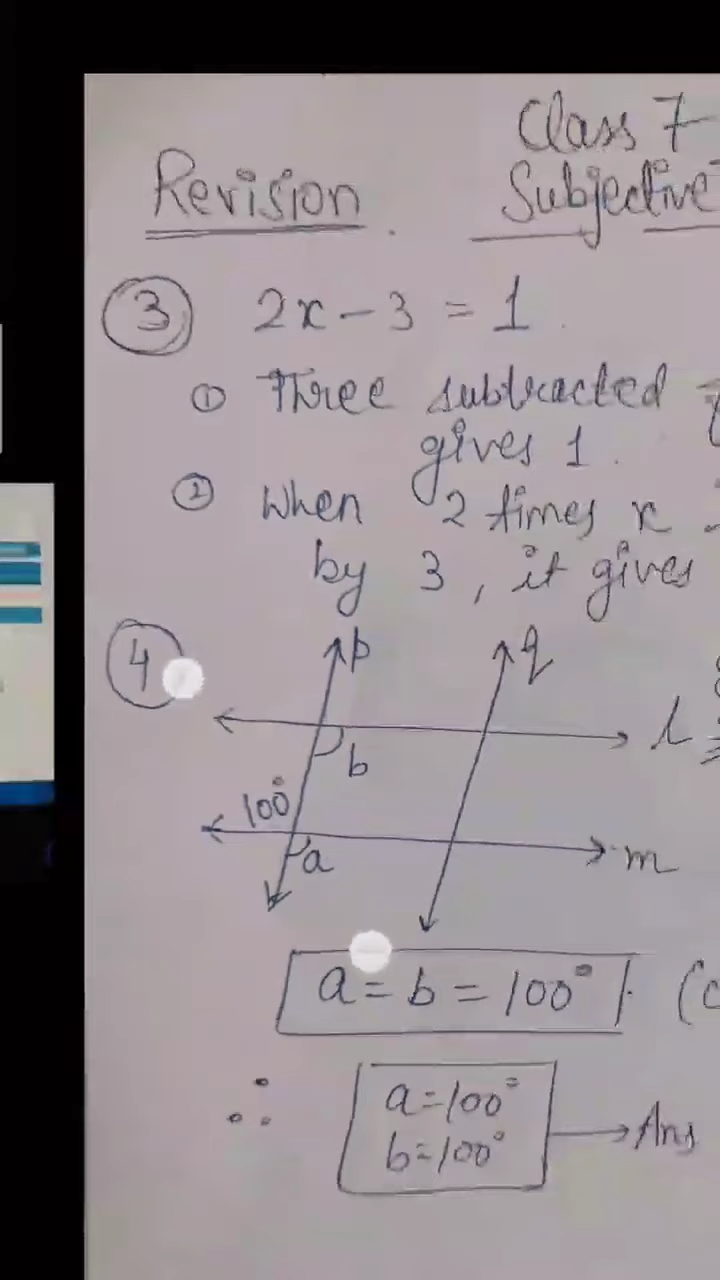 Class 7
Revision
Subjective
3 2x - 3 = 1
1 Three subtracted
gives 1.
2 When 2 times x
by 3, it gives
4
p
q
l
b
100°
a
m
a = b = 100°
(c
∴ a=100°
b=100°
→Ans